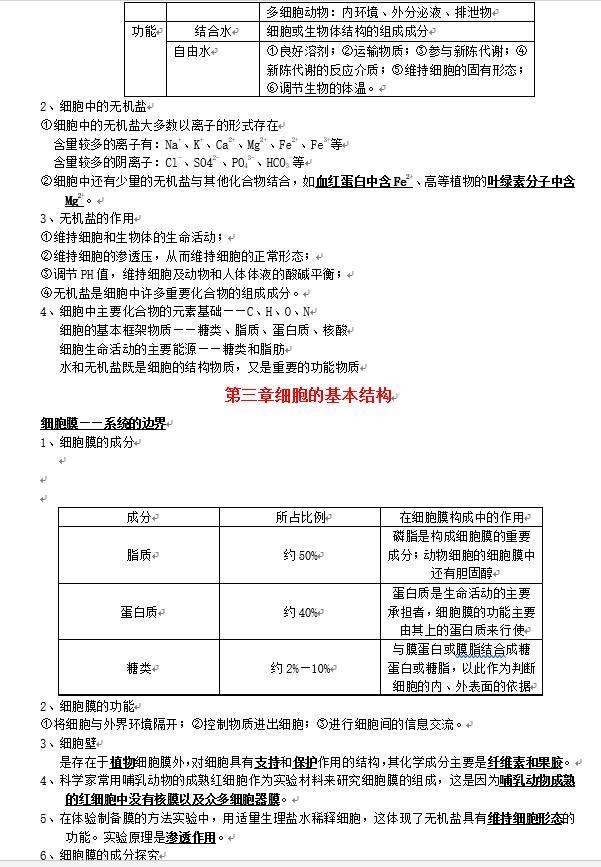 多细胞动物：内环境、外分泌液、排泄物
功能 结合水 细胞或生物体结构的组成成分
自由水 ①良好溶剂；②运输物质；③参与新陈代谢；④
新陈代谢的反应介质；⑤维持细胞的固有形态；
⑥调节生物的体温。
2、细胞中的无机盐
①细胞中的无机盐大多数以离子的形式存在
含量较多的离子有：Na⁺、K⁺、Ca²⁺、Mg²⁺、Fe²⁺、Fe³⁺等
含量较多的阴离子：Cl⁻、SO4²⁻、PO₄³⁻、HCO₃⁻等
②细胞中还有少量的无机盐与其他化合物结合，如血红蛋白中含Fe²⁺、高等植物的叶绿素分子中含
Mg²⁺。
3、无机盐的作用
①维持细胞和生物体的生命活动；
②维持细胞的渗透压，从而维持细胞的正常形态；
③调节PH值，维持细胞及动物和人体体液的酸碱平衡；
④无机盐是细胞中许多重要化合物的组成成分。
4、细胞中主要化合物的元素基础——C、H、O、N
细胞的基本框架物质——糖类、脂质、蛋白质、核酸
细胞生命活动的主要能源——糖类和脂肪
水和无机盐既是细胞的结构物质，又是重要的功能物质
第三章细胞的基本结构
细胞膜——系统的边界
1、细胞膜的成分
成分 所占比例 在细胞膜构成中的作用
脂质 约50% 磷脂是构成细胞膜的重要
成分；动物细胞的细胞膜中
还有胆固醇
蛋白质 约40% 蛋白质是生命活动的主要
承担者，细胞膜的功能主要
由其上的蛋白质来行使
糖类 约2%—10% 与膜蛋白或膜脂结合成糖
蛋白或糖脂，以此作为判断
细胞的内、外表面的依据
2、细胞膜的功能
①将细胞与外界环境隔开；②控制物质进出细胞；③进行细胞间的信息交流。
3、细胞壁
是存在于植物细胞膜外，对细胞具有支持和保护作用的结构，其化学成分主要是纤维素和果胶。
4、科学家常用哺乳动物的成熟红细胞作为实验材料来研究细胞膜的组成，这是因为哺乳动物成熟
的红细胞中没有核膜以及众多细胞器膜。
5、在体验制备膜的方法实验中，用适量生理盐水稀释细胞，这体现了无机盐具有维持细胞形态的
功能。实验原理是渗透作用。
6、细胞膜的成分探究